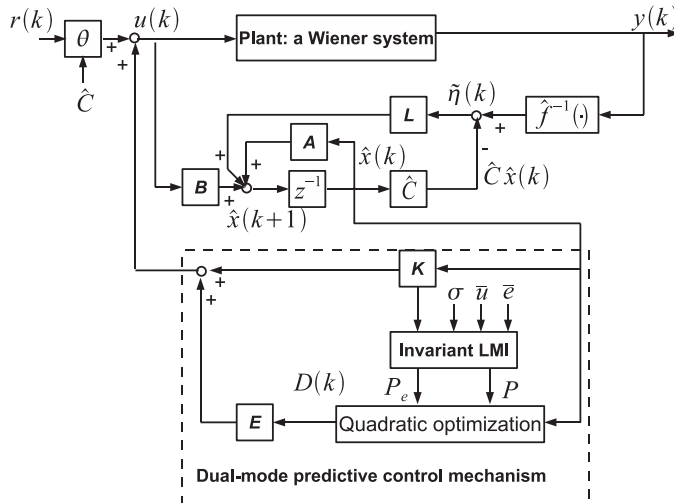 r(k)
θ
+
u(k)
Plant: a Wiener system
y(k)
+
Ĉ
η̃(k)
L
+
f̂⁻¹(·)
A
x̂(k)
-
Ĉx̂(k)
+
+
B
+
z⁻¹
Ĉ
x̂(k+1)
K
+
+
σ
u̅
e̅
Invariant LMI
D(k)
Pₑ
P
E
Quadratic optimization
Dual-mode predictive control mechanism